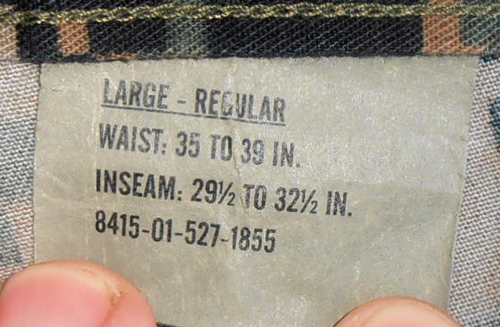 LARGE - REGULAR
WAIST: 35 TO 39 IN.
INSEAM: 29½ TO 32½ IN.
8415-01-527-1855